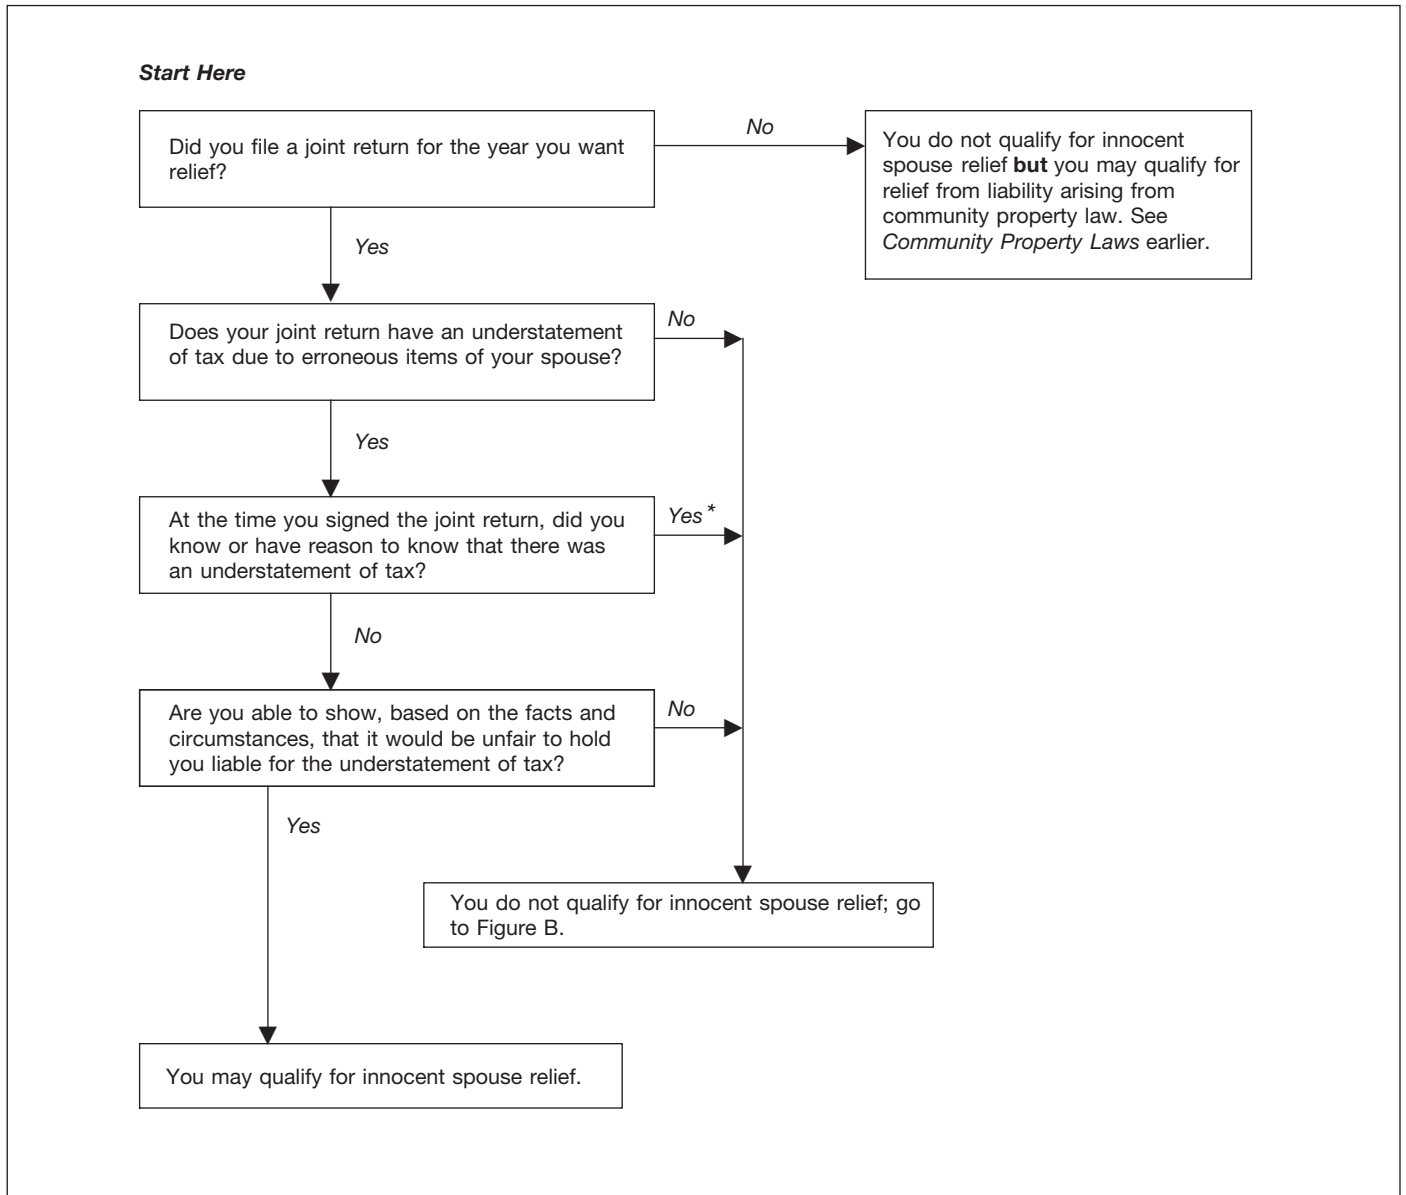 Start Here
Did you file a joint return for the year you want
relief?
No
You do not qualify for innocent
spouse relief but you may qualify for
relief from liability arising from
community property law. See
Community Property Laws earlier.
Yes
Does your joint return have an understatement
of tax due to erroneous items of your spouse?
No
Yes
At the time you signed the joint return, did you
know or have reason to know that there was
an understatement of tax?
Yes*
No
Are you able to show, based on the facts and
circumstances, that it would be unfair to hold
you liable for the understatement of tax?
No
Yes
You do not qualify for innocent spouse relief; go
to Figure B.
You may qualify for innocent spouse relief.